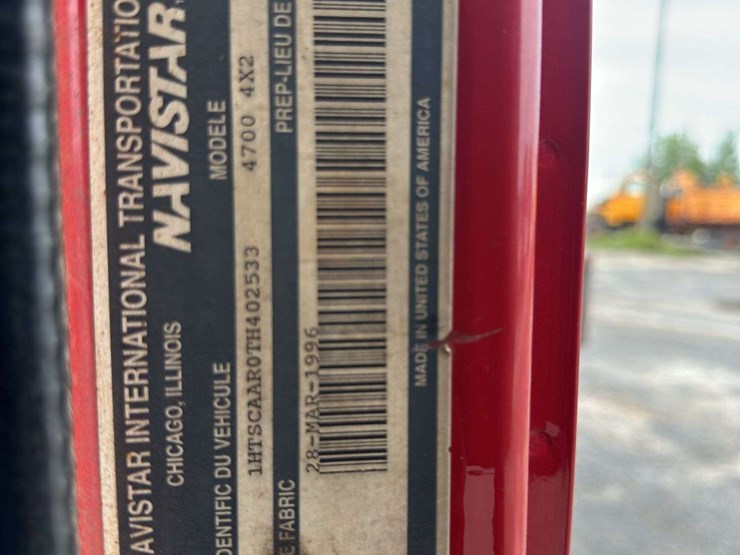 AVISTAR INTERNATIONAL TRANSPORTATIO
CHICAGO, ILLINOIS NAVISTAR
DENTIFIC DU VEHICULE MODELE
1HTSCAAR0TH402533 4700 4X2
E FABRIC PREP-LIEU DE
28-MAR-1996
MADE IN UNITED STATES OF AMERICA